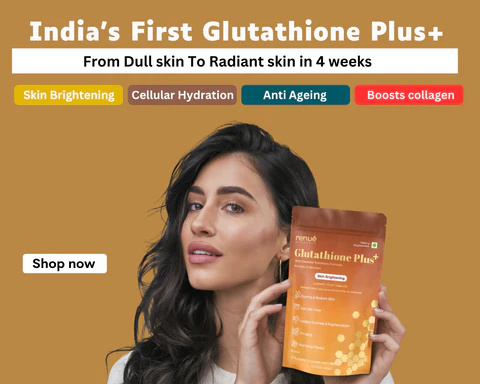 India's First Glutathione Plus+
From Dull skin To Radiant skin in 4 weeks
Skin Brightening
Cellular Hydration
Anti Ageing
Boosts collagen
Shop now
renue
Glutathione Plus+
Skin Brightening